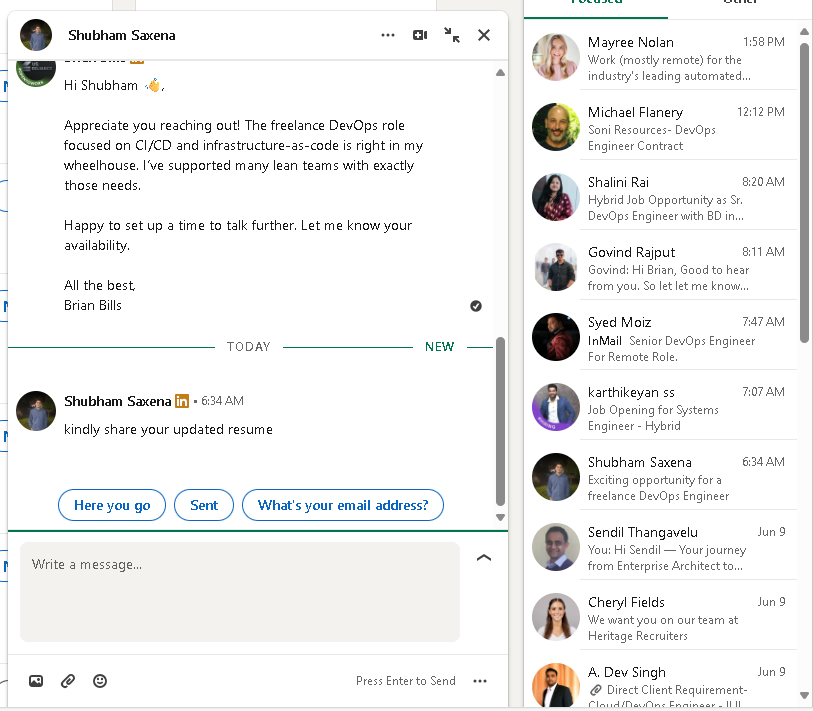 Focused Other
Shubham Saxena
Brian Bills
Hi Shubham 👋,
Appreciate you reaching out! The freelance DevOps role
focused on CI/CD and infrastructure-as-code is right in my
wheelhouse. I've supported many lean teams with exactly
those needs.
Happy to set up a time to talk further. Let me know your
availability.
All the best,
Brian Bills
TODAY NEW
Shubham Saxena • 6:34 AM
kindly share your updated resume
Here you go Sent What's your email address?
Write a message...
Press Enter to Send
Mayree Nolan 1:58 PM
Work (mostly remote) for the
industry's leading automated...
Michael Flanery 12:12 PM
Soni Resources- DevOps
Engineer Contract
Shalini Rai 8:20 AM
Hybrid Job Opportunity as Sr.
DevOps Engineer with BD in...
Govind Rajput 8:11 AM
Govind: Hi Brian, Good to hear
from you. So let let me know...
Syed Moiz 7:47 AM
InMail Senior DevOps Engineer
For Remote Role.
karthikeyan ss 7:07 AM
Job Opening for Systems
Engineer - Hybrid
Shubham Saxena 6:34 AM
Exciting opportunity for a
freelance DevOps Engineer
Sendil Thangavelu Jun 9
You: Hi Sendil — Your journey
from Enterprise Architect to...
Cheryl Fields Jun 9
We want you on our team at
Heritage Recruiters
A. Dev Singh Jun 9
Direct Client Requirement-
Cloud/DevOps Engineer -